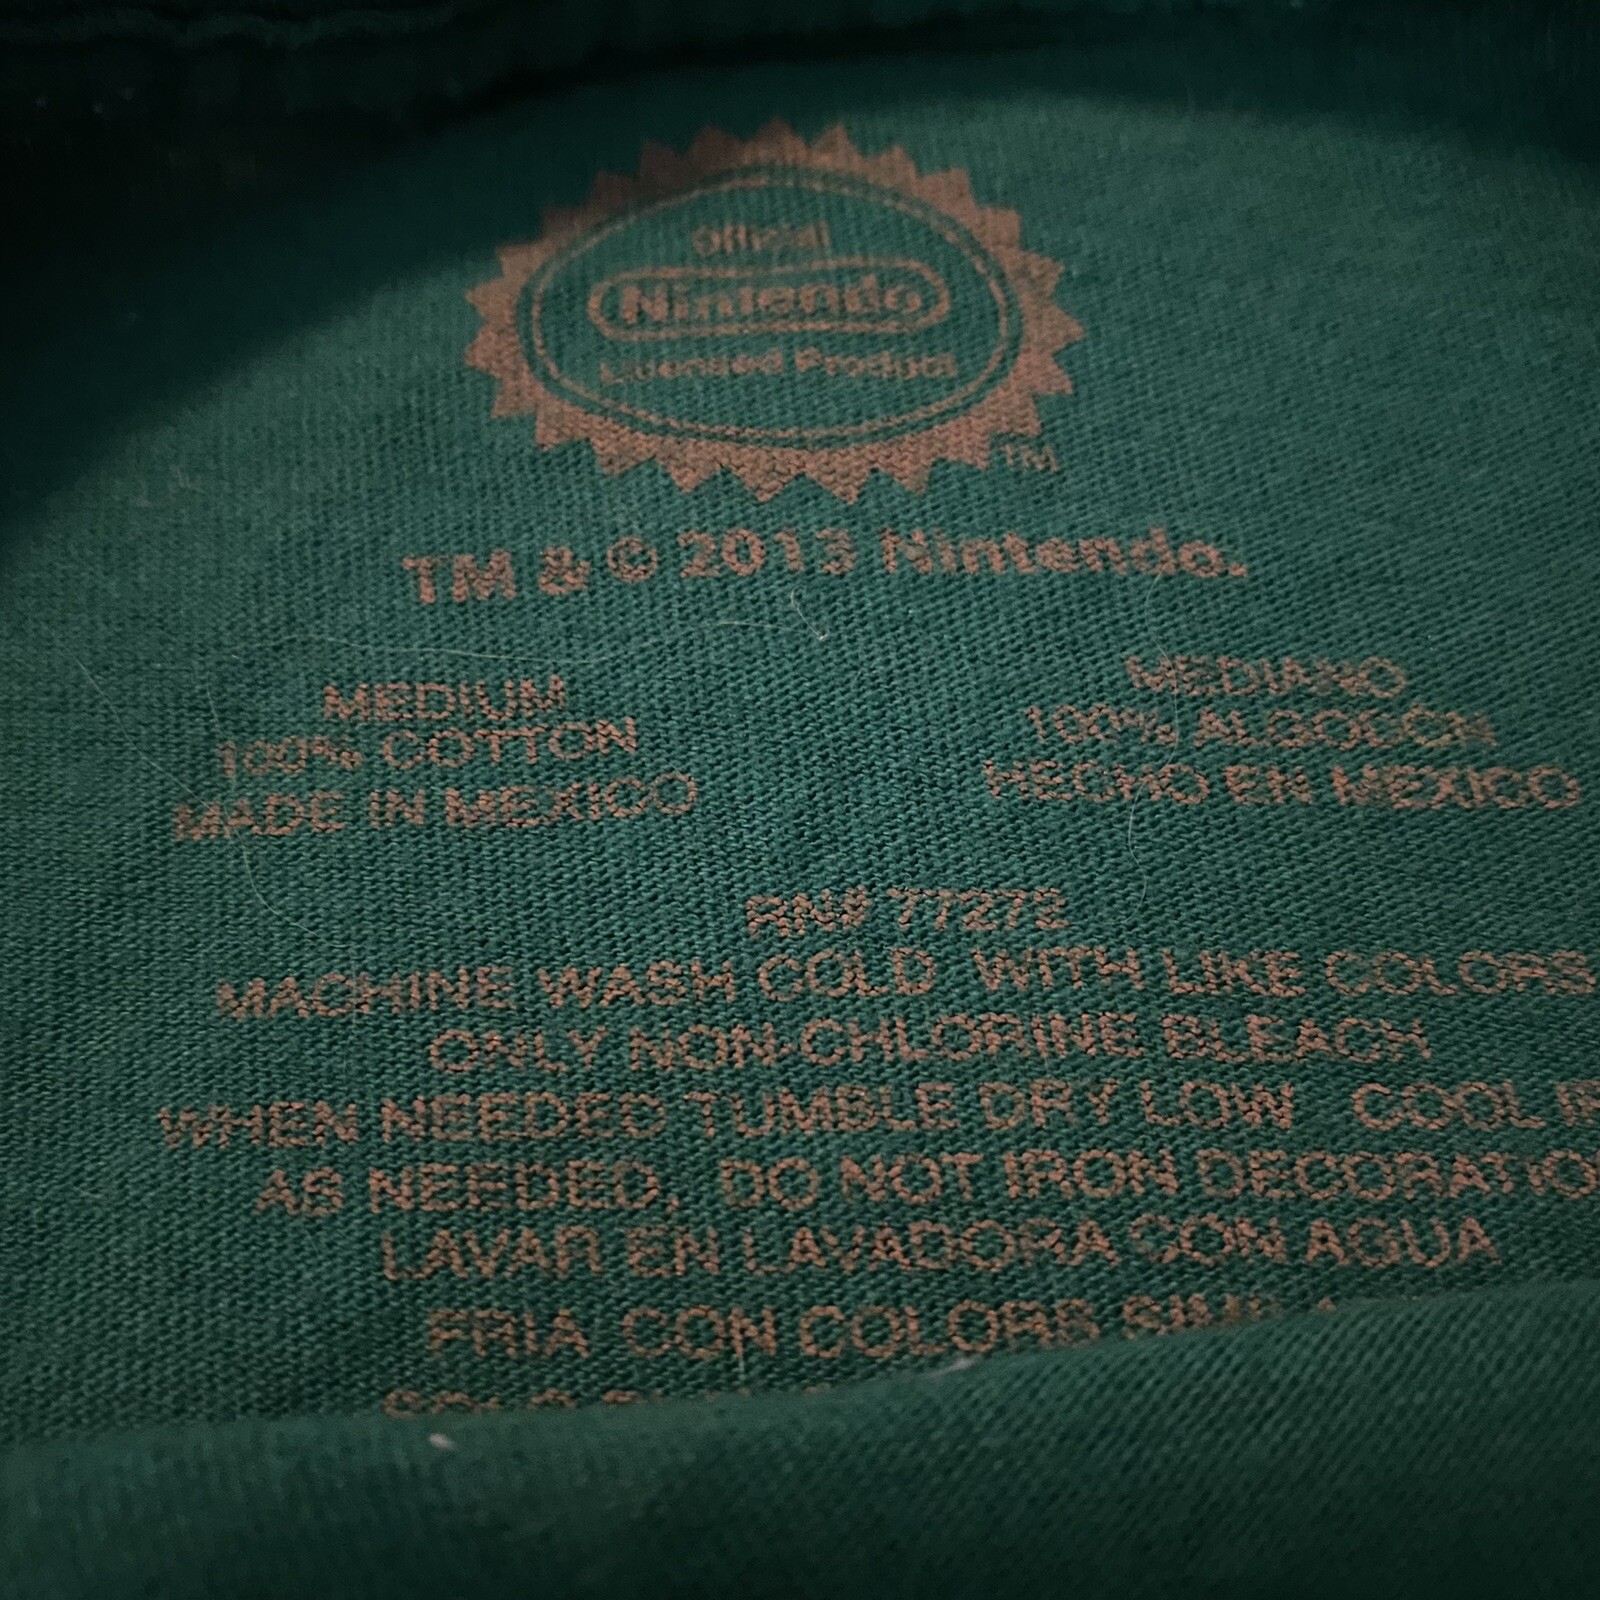 Official
Nintendo
Licensed Product
TM
TM & © 2013 Nintendo.
MEDIUM
100% COTTON
MADE IN MEXICO
MEDIANO
100% ALGODÓN
HECHO EN MEXICO
RN# 77272
MACHINE WASH COLD WITH LIKE COLORS
ONLY NON-CHLORINE BLEACH
WHEN NEEDED TUMBLE DRY LOW COOL
AS NEEDED, DO NOT IRON
LAVAR EN LAVADORA CON AGUA
FRIA CON COLORS